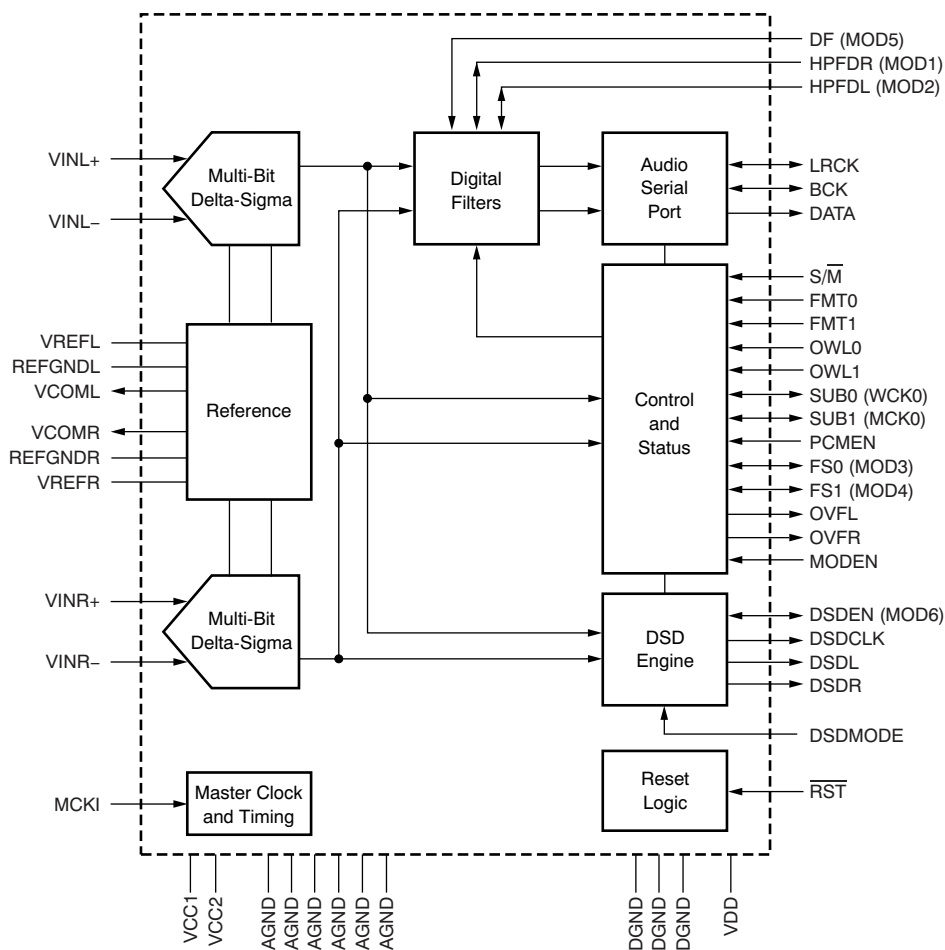 DF (MOD5)
HPFDR (MOD1)
HPFDL (MOD2)
VINL+
VINL−
Multi-Bit
Delta-Sigma
Digital
Filters
Audio
Serial
Port
LRCK
BCK
DATA
VREFL
REFGNDL
VCOML
VCOMR
REFGNDR
VREFR
Reference
Control
and
Status
S/M̅
FMT0
FMT1
OWL0
OWL1
SUB0 (WCK0)
SUB1 (MCK0)
PCMEN
FS0 (MOD3)
FS1 (MOD4)
OVFL
OVFR
MODEN
VINR+
VINR−
Multi-Bit
Delta-Sigma
DSD
Engine
DSDEN (MOD6)
DSDCLK
DSDL
DSDR
DSDMODE
MCKI
Master Clock
and Timing
Reset
Logic
R̅S̅T̅
VCC1
VCC2
AGND
AGND
AGND
AGND
AGND
AGND
DGND
DGND
DGND
VDD